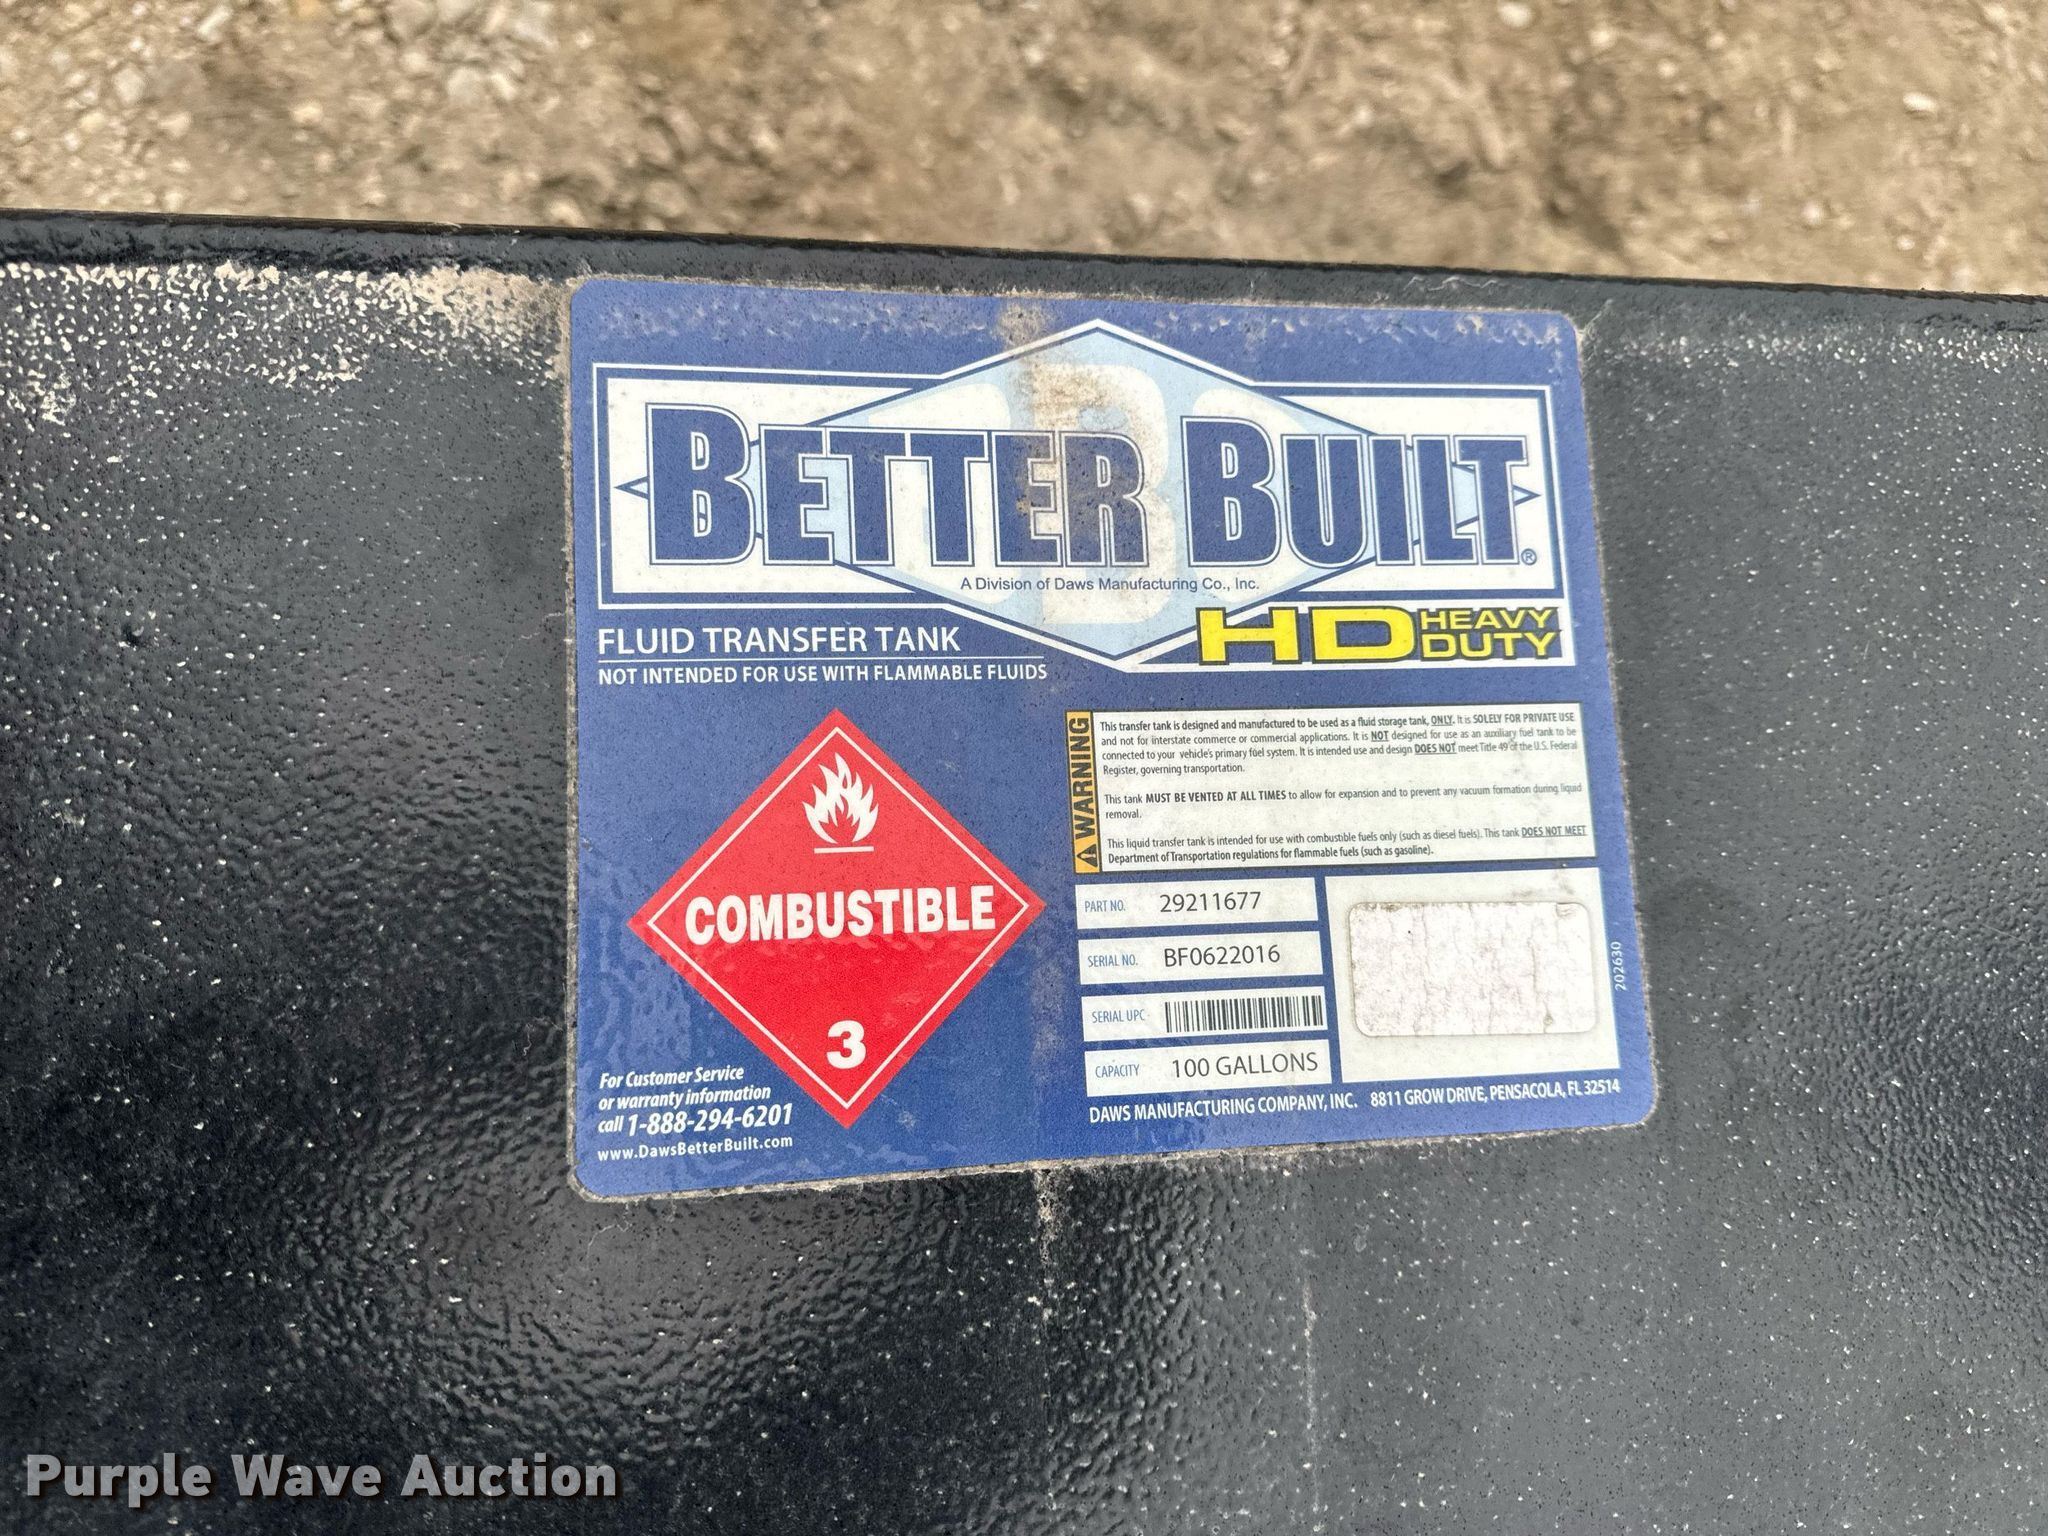 BETTER BUILT®
A Division of Daws Manufacturing Co., Inc.
HD HEAVY DUTY
FLUID TRANSFER TANK
NOT INTENDED FOR USE WITH FLAMMABLE FLUIDS
WARNING
This transfer tank is designed and manufactured to be used as a fluid storage tank, ONLY. It is SOLELY FOR PRIVATE USE
and not for interstate commerce or commercial applications. It is NOT designed for use as an auxiliary fuel tank to be
connected to your vehicle's primary fuel system. It is intended use and design DOES NOT meet Title 49 of the U.S. Federal
Register, governing transportation.
This tank MUST BE VENTED AT ALL TIMES to allow for expansion and to prevent any vacuum formation during liquid
removal.
This liquid transfer tank is intended for use with combustible fuels only (such as diesel fuels). This tank DOES NOT MEET
Department of Transportation regulations for flammable fuels (such as gasoline).
COMBUSTIBLE
3
PART NO. 29211677
SERIAL NO. BF0622016
SERIAL UPC
CAPACITY 100 GALLONS
202630
For Customer Service
or warranty information
call 1-888-294-6201
www.DawsBetterBuilt.com
DAWS MANUFACTURING COMPANY, INC. 8811 GROW DRIVE, PENSACOLA, FL 32514
Purple Wave Auction